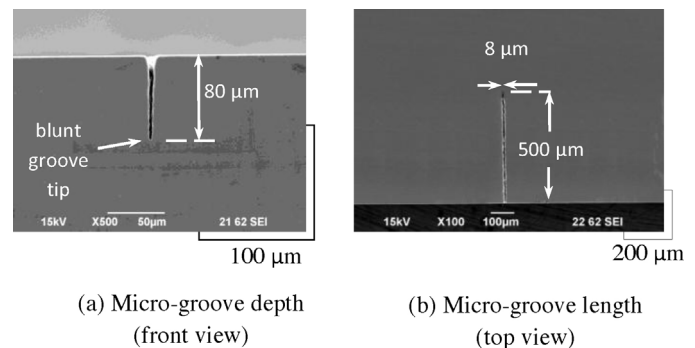 80 µm
blunt
groove
tip
15kV X500 50µm 21 62 SEI
100 µm
(a) Micro-groove depth
(front view)
8 µm
500 µm
15kV X100 100µm 22 62 SEI
200 µm
(b) Micro-groove length
(top view)